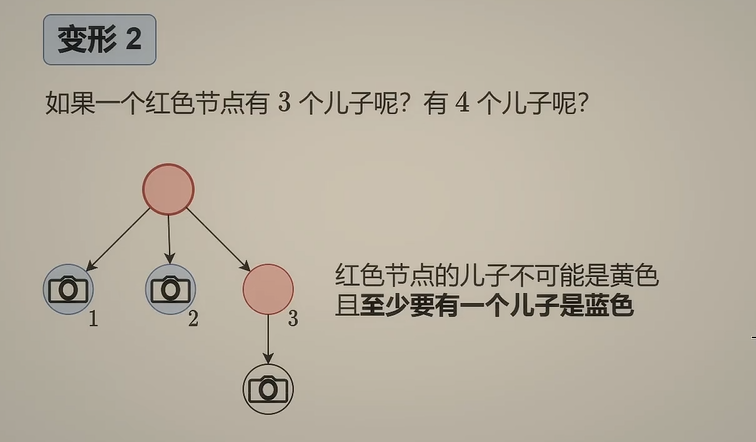 变形 2
如果一个红色节点有 3 个儿子呢？有 4 个儿子呢？
1
2
3
红色节点的儿子不可能是黄色
且至少要有一个儿子是蓝色